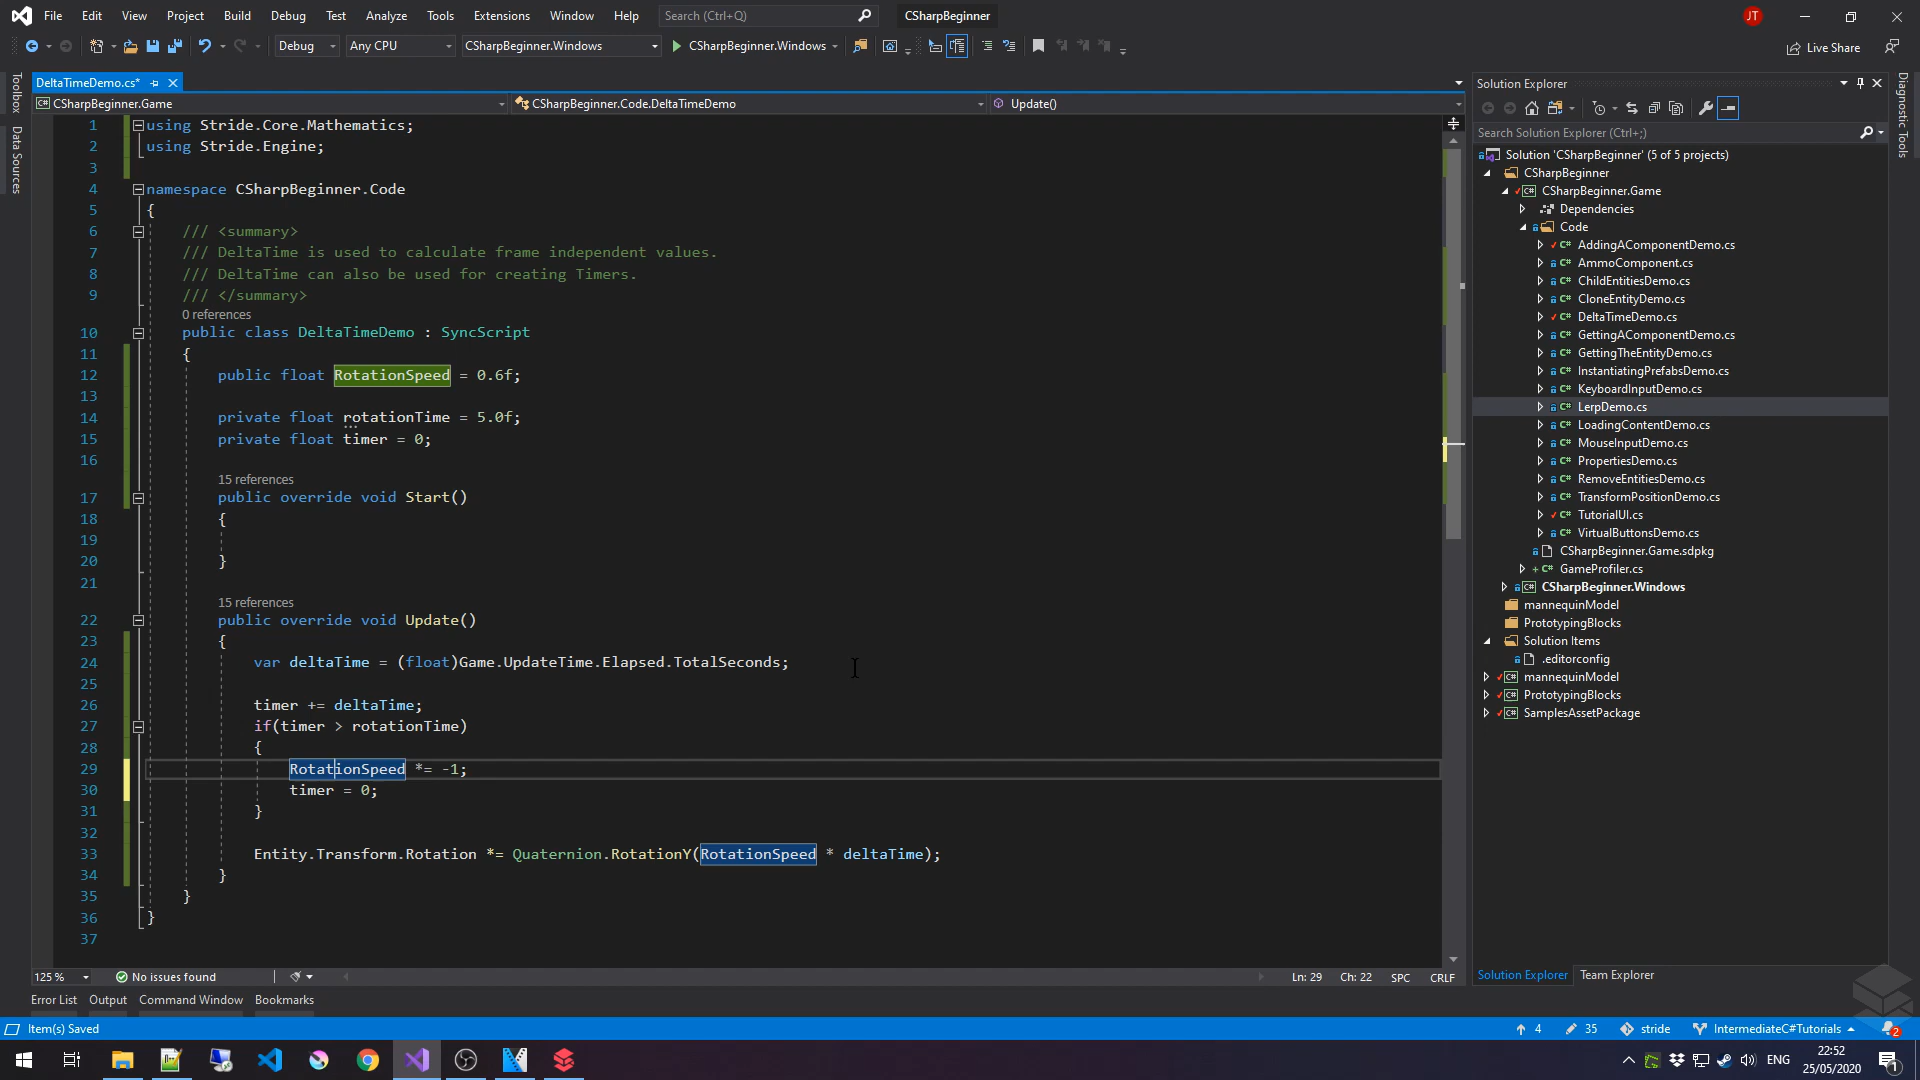 File Edit View Project Build Debug Test Analyze Tools Extensions Window Help Search (Ctrl+Q) CSharpBeginner JT
Debug Any CPU CSharpBeginner.Windows CSharpBeginner.Windows Live Share
Toolbox
Data Sources
DeltaTimeDemo.cs*
CSharpBeginner.Game CSharpBeginner.Code.DeltaTimeDemo Update()
1 using Stride.Core.Mathematics;
2 using Stride.Engine;
3
4 namespace CSharpBeginner.Code
5 {
6 /// <summary>
7 /// DeltaTime is used to calculate frame independent values.
8 /// DeltaTime can also be used for creating Timers.
9 /// </summary>
0 references
10 public class DeltaTimeDemo : SyncScript
11 {
12 public float RotationSpeed = 0.6f;
13
14 private float rotationTime = 5.0f;
15 private float timer = 0;
16
15 references
17 public override void Start()
18 {
19
20 }
21
15 references
22 public override void Update()
23 {
24 var deltaTime = (float)Game.UpdateTime.Elapsed.TotalSeconds;
25
26 timer += deltaTime;
27 if(timer > rotationTime)
28 {
29 RotationSpeed *= -1;
30 timer = 0;
31 }
32
33 Entity.Transform.Rotation *= Quaternion.RotationY(RotationSpeed * deltaTime);
34 }
35 }
36 }
37
125 % No issues found Ln: 29 Ch: 22 SPC CRLF
Error List Output Command Window Bookmarks
Solution Explorer
Search Solution Explorer (Ctrl+;)
Solution 'CSharpBeginner' (5 of 5 projects)
CSharpBeginner
CSharpBeginner.Game
Dependencies
Code
AddingAComponentDemo.cs
AmmoComponent.cs
ChildEntitiesDemo.cs
CloneEntityDemo.cs
DeltaTimeDemo.cs
GettingAComponentDemo.cs
GettingTheEntityDemo.cs
InstantiatingPrefabsDemo.cs
KeyboardInputDemo.cs
LerpDemo.cs
LoadingContentDemo.cs
MouseInputDemo.cs
PropertiesDemo.cs
RemoveEntitiesDemo.cs
TransformPositionDemo.cs
TutorialUI.cs
VirtualButtonsDemo.cs
CSharpBeginner.Game.sdpkg
GameProfiler.cs
CSharpBeginner.Windows
mannequinModel
PrototypingBlocks
Solution Items
.editorconfig
mannequinModel
PrototypingBlocks
SamplesAssetPackage
Solution Explorer Team Explorer
Diagnostic Tools
Item(s) Saved 4 35 stride IntermediateC#Tutorials 2
ENG 22:52
25/05/2020 1